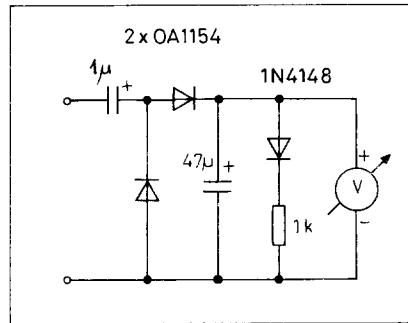 2 x OA1154
1µ
+
1N4148
47µ
+
+
V
-
1k